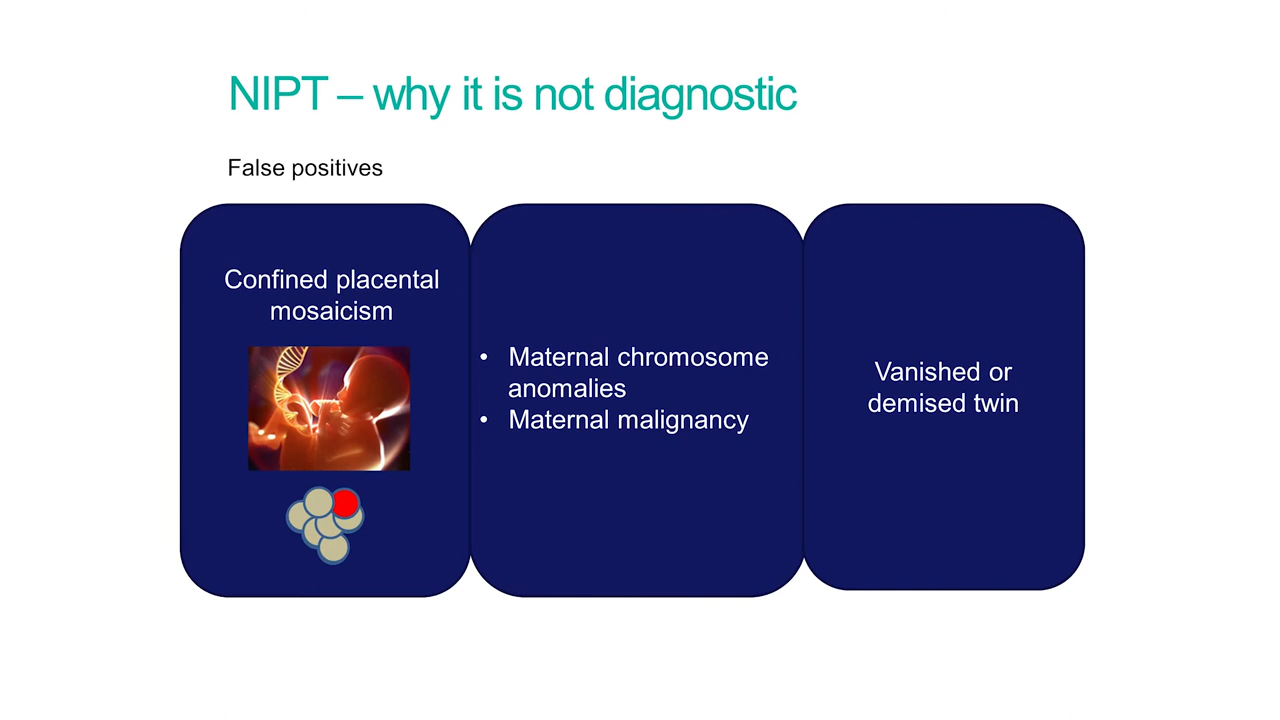 NIPT – why it is not diagnostic
False positives
Confined placental
mosaicism
• Maternal chromosome
anomalies
• Maternal malignancy
Vanished or
demised twin